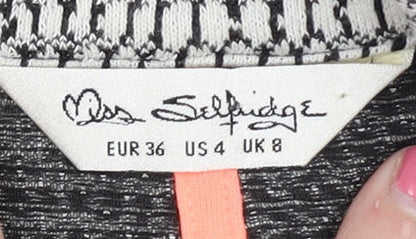 Miss Selfridge
EUR 36 US 4 UK 8